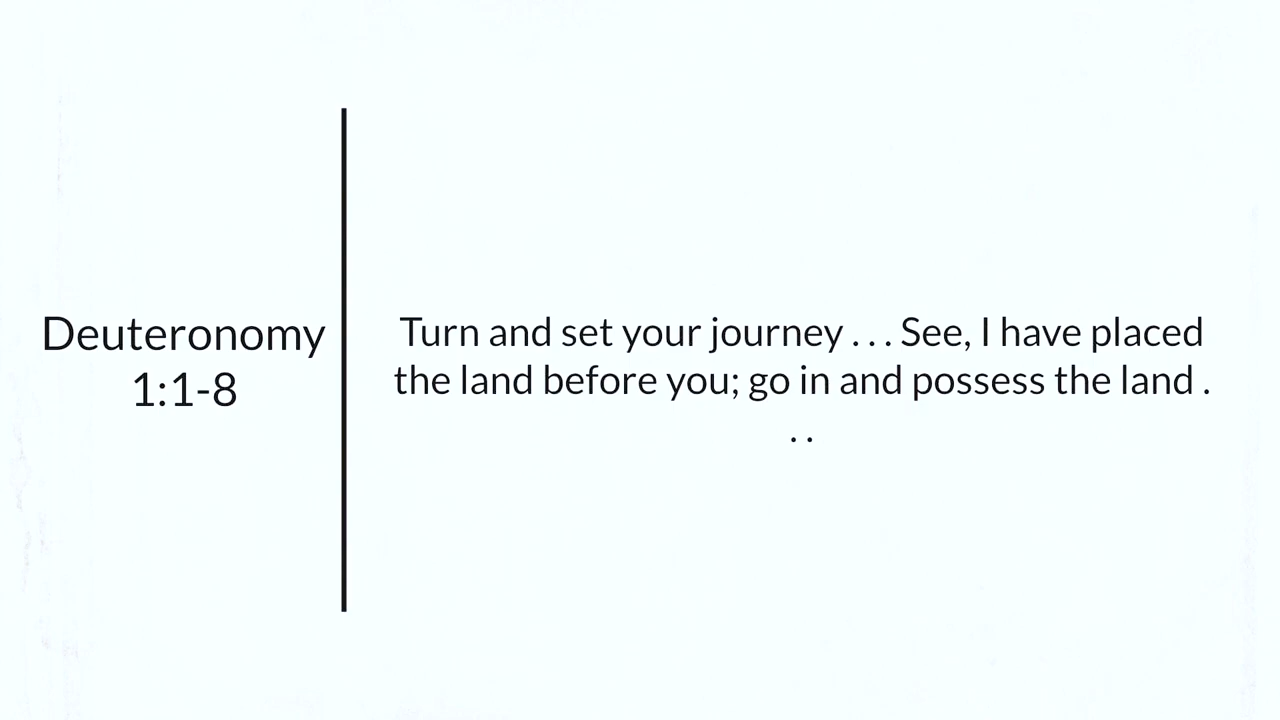 Deuteronomy
1:1-8
Turn and set your journey . . . See, I have placed
the land before you; go in and possess the land .
. .